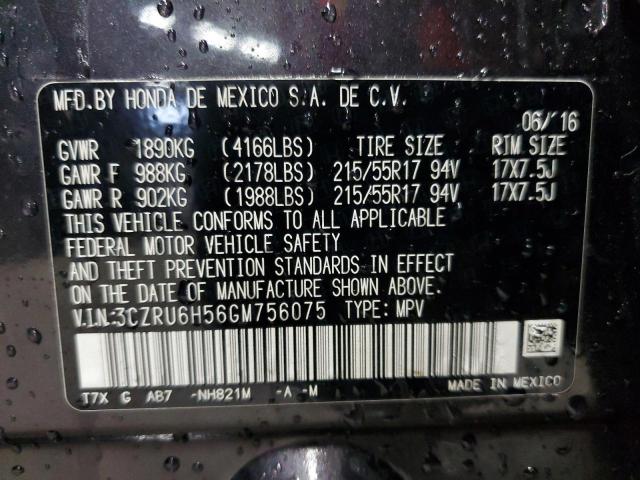 MFD.BY HONDA DE MEXICO S.A. DE C.V.
06/'16
GVWR 1890KG (4166LBS) TIRE SIZE RIM SIZE
GAWR F 988KG (2178LBS) 215/55R17 94V 17X7.5J
GAWR R 902KG (1988LBS) 215/55R17 94V 17X7.5J
THIS VEHICLE CONFORMS TO ALL APPLICABLE
FEDERAL MOTOR VEHICLE SAFETY
AND THEFT PREVENTION STANDARDS IN EFFECT
ON THE DATE OF MANUFACTURE SHOWN ABOVE.
V.I.N:3CZRU6H56GM756075 TYPE: MPV
T7X G AB7 -NH821M -A -M
MADE IN MEXICO